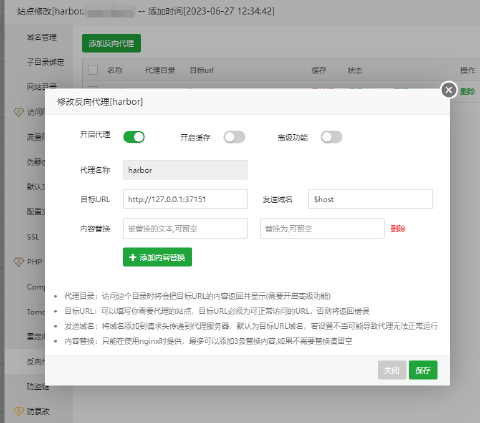 站点修改[harbor. / -- 添加时间[2023-06-27 12:34:42]
域名管理
添加反向代理
子目录绑定
名称 代理目录 目标url 缓存 状态 操作
网站目录
删除
修改反向代理[harbor]
访问
开启代理 开启缓存 高级功能
流量
伪静
代理名称 harbor
默认
目标URL http://127.0.0.1:37151 发送域名 $host
配置
内容替换 被替换的文本,可留空 替换为,可留空 删除
SSL
添加内容替换
PHP
Comp
代理目录：访问这个目录时将会把目标URL的内容返回并显示(需要开启高级功能)
Tomc
目标URL：可以填写你需要代理的站点，目标URL必须为可正常访问的URL，否则将返回错误
发送域名：将域名添加到请求头传递到代理服务器，默认为目标URL域名，若设置不当可能导致代理无法正常运行
重定
内容替换：只能在使用nginx时提供，最多可以添加3条替换内容,如果不需要替换请留空
反向
关闭 保存
防盗链
防篡改